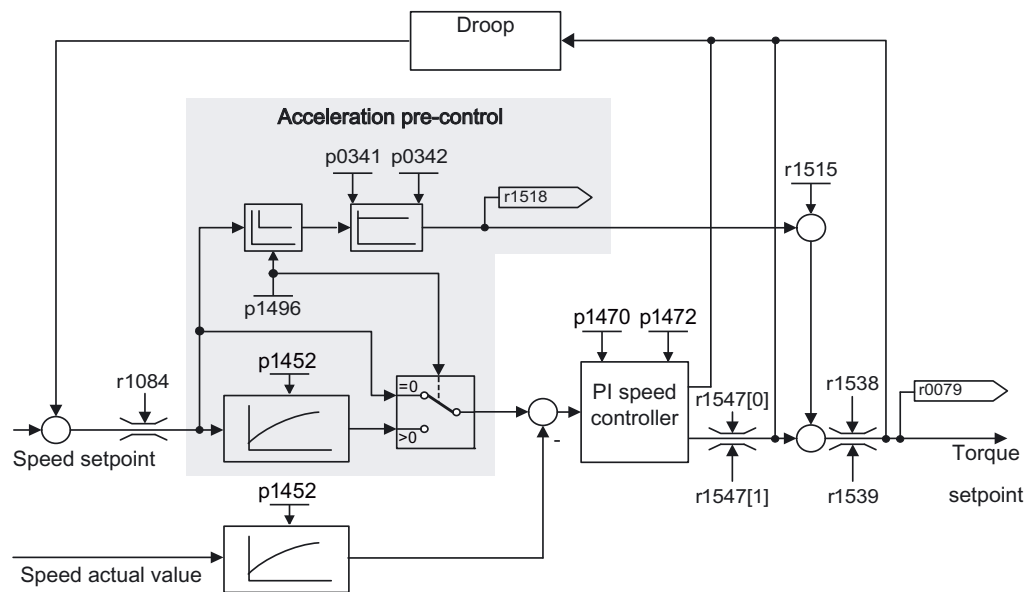 Droop
Acceleration pre-control
p0341 p0342
r1515
r1518
p1496
p1470 p1472
r1084
p1452
=0
>0
PI speed
controller
r1547[0]
r1538
r0079
Speed setpoint
r1547[1]
r1539
Torque
setpoint
-
p1452
Speed actual value